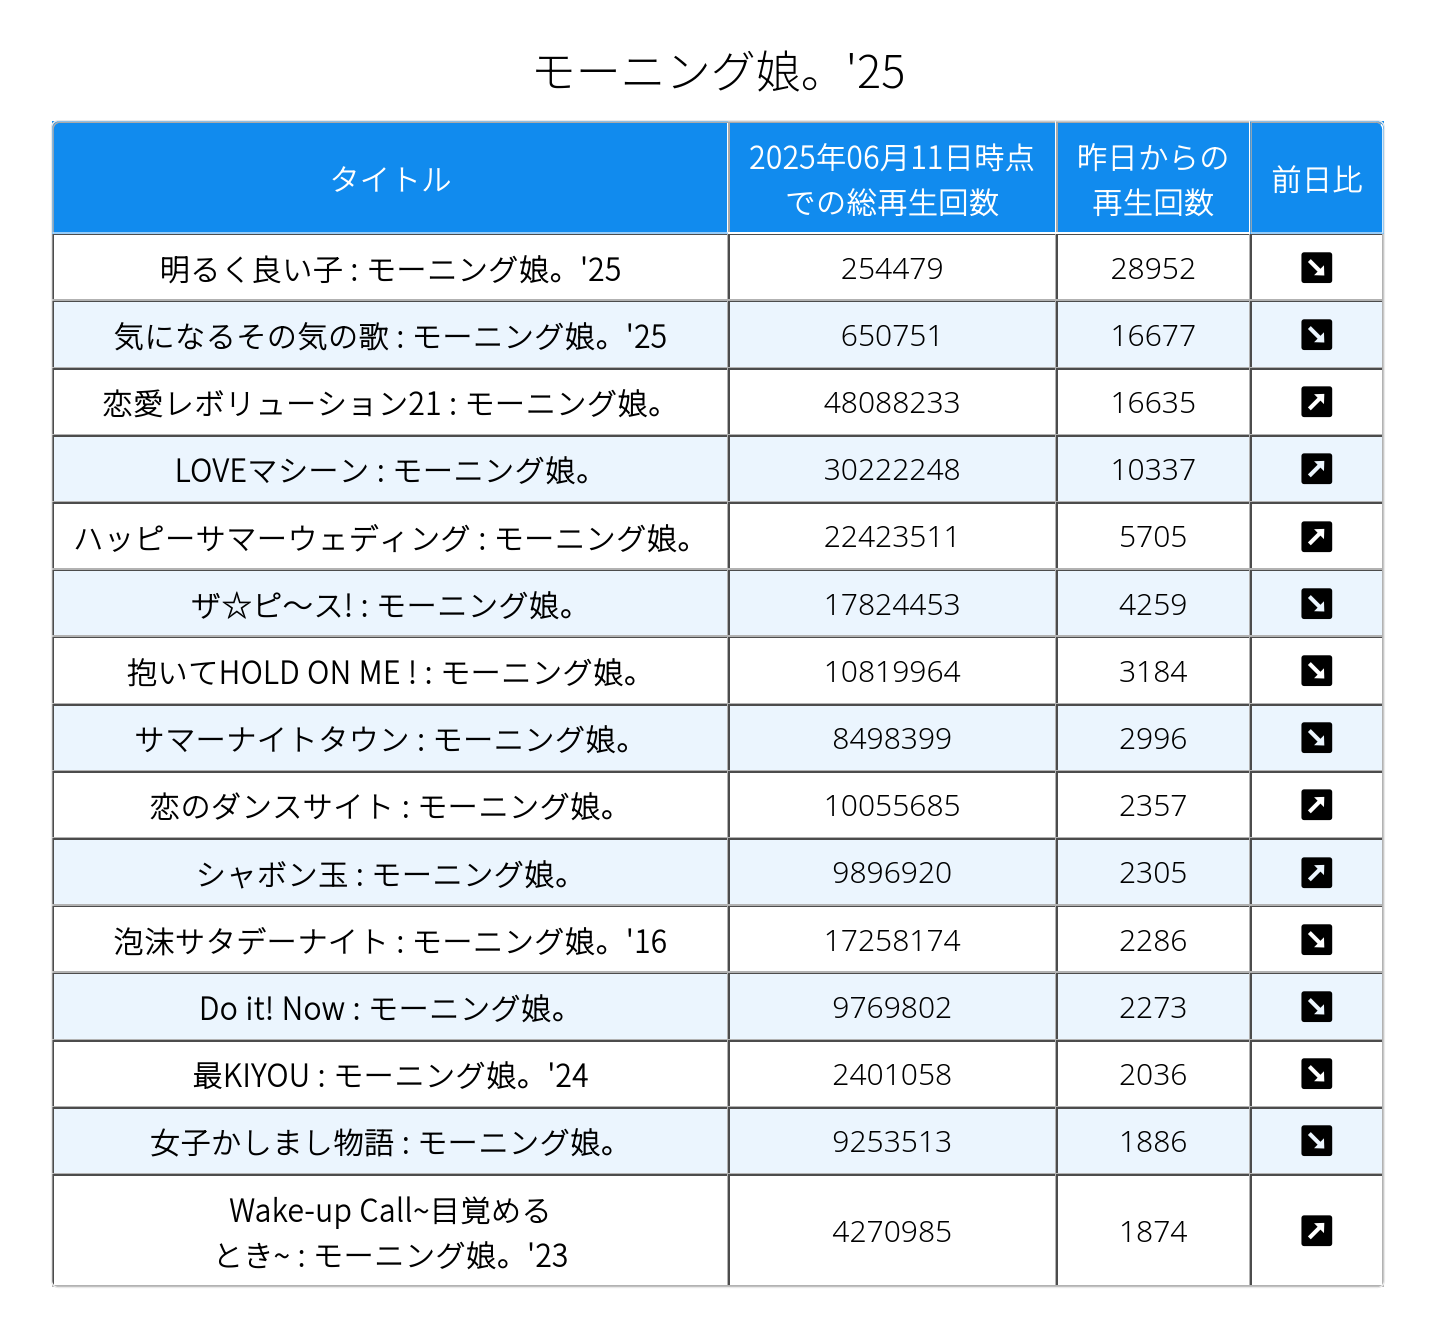 モーニング娘。'25
タイトル
2025年06月11日時点
での総再生回数
昨日からの
再生回数
前日比
明るく良い子 : モーニング娘。'25 254479 28952
気になるその気の歌 : モーニング娘。'25 650751 16677
恋愛レボリューション21 : モーニング娘。 48088233 16635
LOVEマシーン : モーニング娘。 30222248 10337
ハッピーサマーウェディング : モーニング娘。 22423511 5705
ザ☆ピ〜ス! : モーニング娘。 17824453 4259
抱いてHOLD ON ME ! : モーニング娘。 10819964 3184
サマーナイトタウン : モーニング娘。 8498399 2996
恋のダンスサイト : モーニング娘。 10055685 2357
シャボン玉 : モーニング娘。 9896920 2305
泡沫サタデーナイト : モーニング娘。'16 17258174 2286
Do it! Now : モーニング娘。 9769802 2273
最KIYOU : モーニング娘。'24 2401058 2036
女子かしまし物語 : モーニング娘。 9253513 1886
Wake-up Call~目覚める
とき~ : モーニング娘。'23 4270985 1874